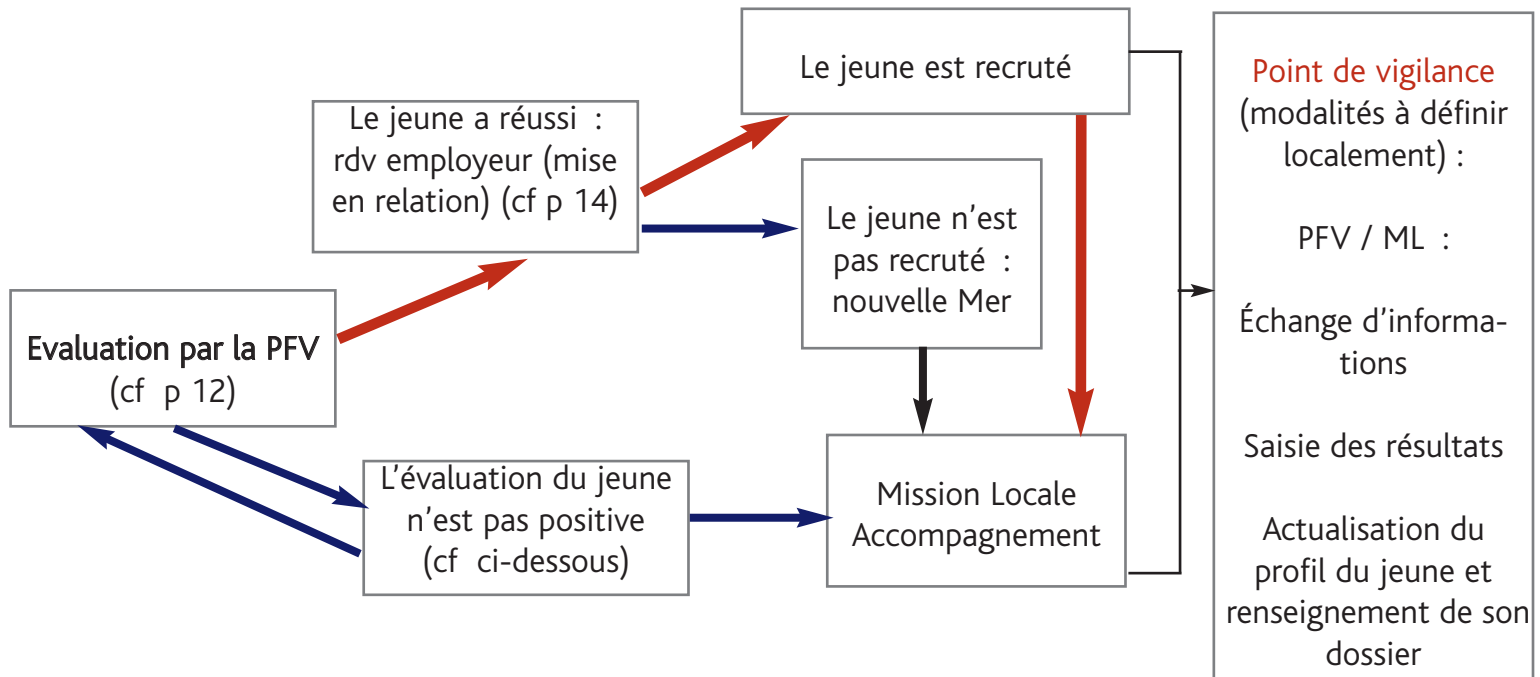 Evaluation par la PFV
(cf p 12)
Le jeune a réussi :
rdv employeur (mise
en relation) (cf p 14)
Le jeune est recruté
Le jeune n’est
pas recruté :
nouvelle Mer
L’évaluation du jeune
n’est pas positive
(cf ci-dessous)
Mission Locale
Accompagnement
Point de vigilance
(modalités à définir
localement) :
PFV / ML :
Échange d’informa-
tions
Saisie des résultats
Actualisation du
profil du jeune et
renseignement de son
dossier